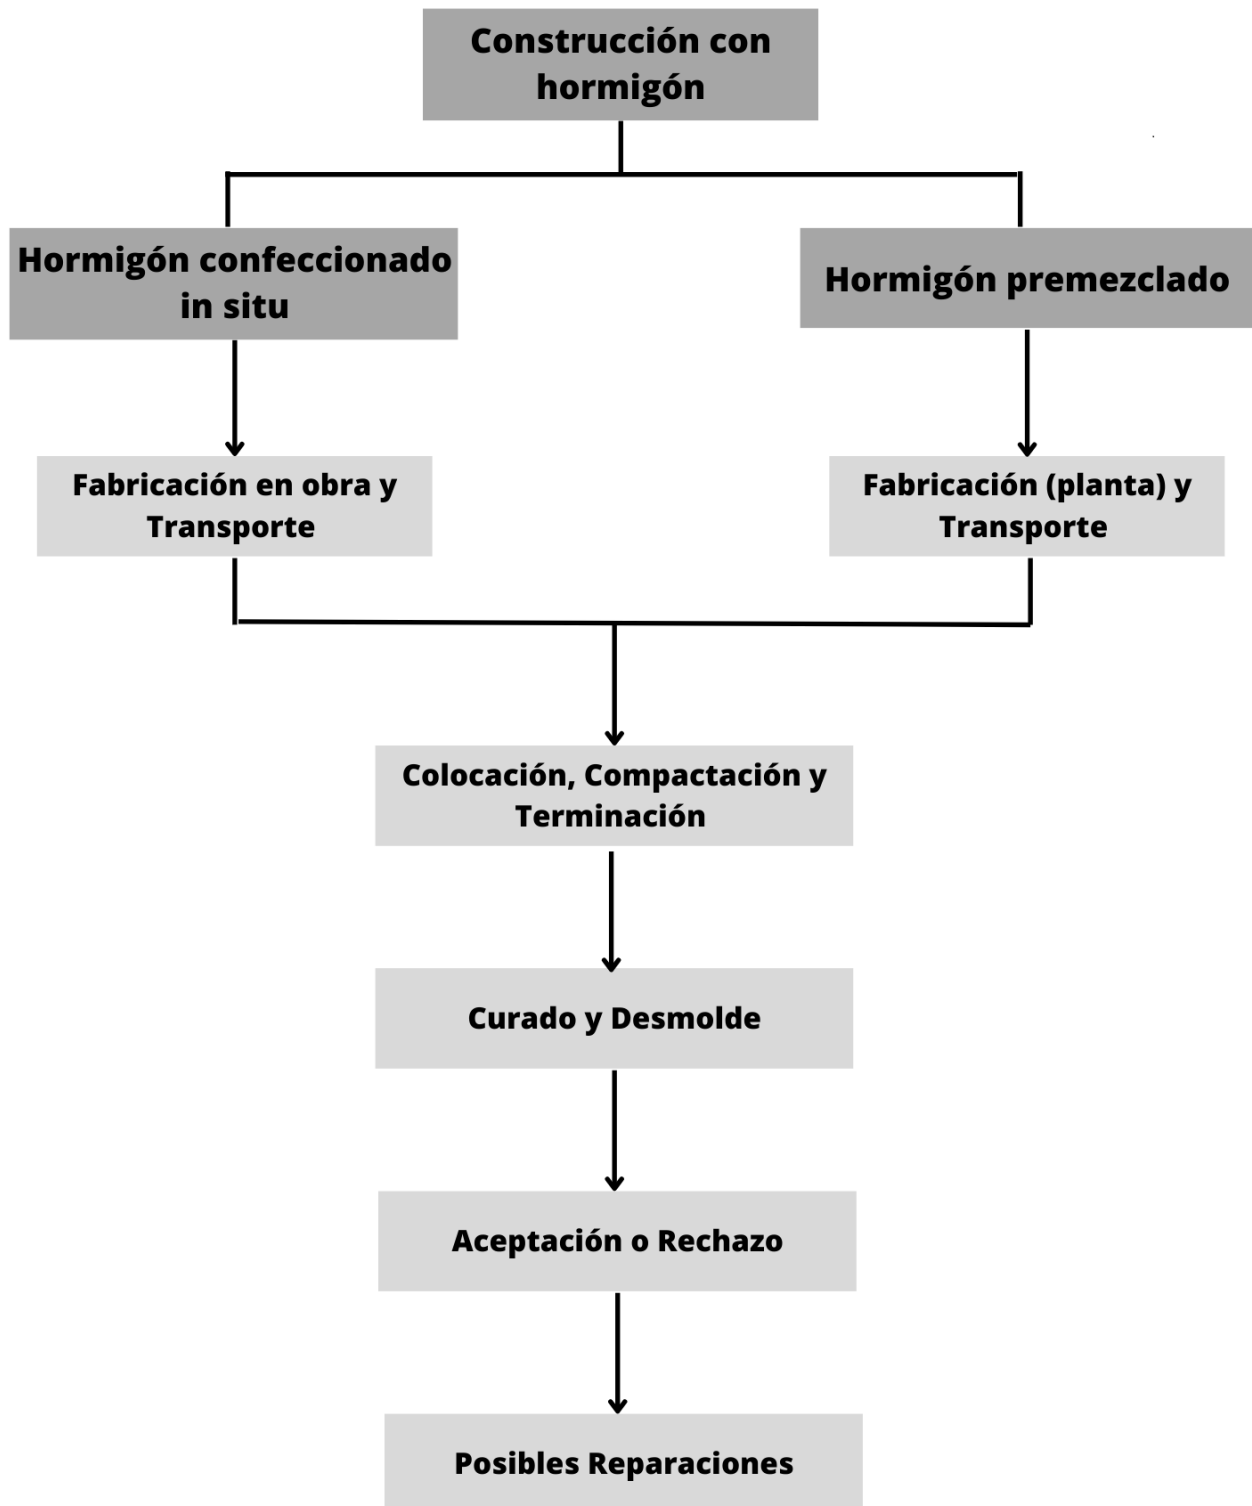 Construcción con
hormigón
Hormigón confeccionado
in situ
Hormigón premezclado
Fabricación en obra y
Transporte
Fabricación (planta) y
Transporte
Colocación, Compactación y
Terminación
Curado y Desmolde
Aceptación o Rechazo
Posibles Reparaciones